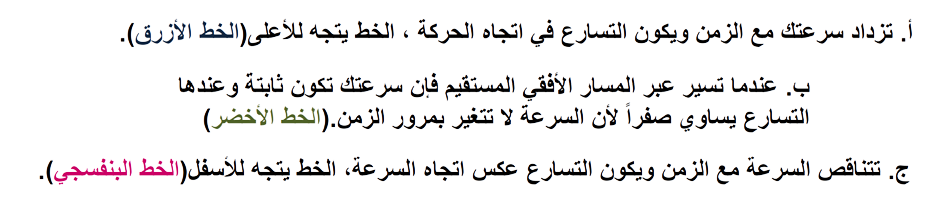 أ. تزداد سرعتك مع الزمن ويكون التسارع في اتجاه الحركة ، الخط يتجه للأعلى(الخط الأزرق).
ب. عندما تسير عبر المسار الأفقي المستقيم فإن سرعتك تكون ثابتة وعندها
التسارع يساوي صفراً لأن السرعة لا تتغير بمرور الزمن.(الخط الأخضر)
ج. تتناقص السرعة مع الزمن ويكون التسارع عكس اتجاه السرعة، الخط يتجه للأسفل(الخط البنفسجي).